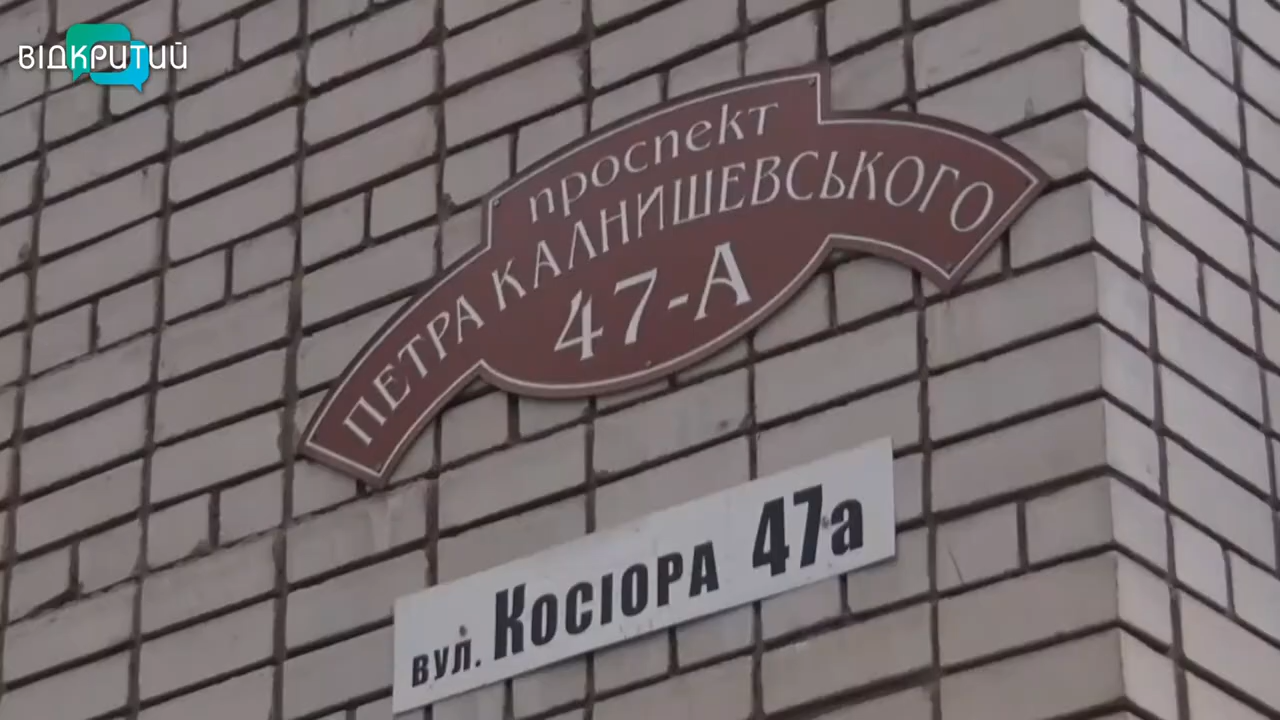 ВІДКРИТИЙ
проспект
ПЕТРА КАЛНИШЕВСЬКОГО
47-А
вул. Косіора 47а